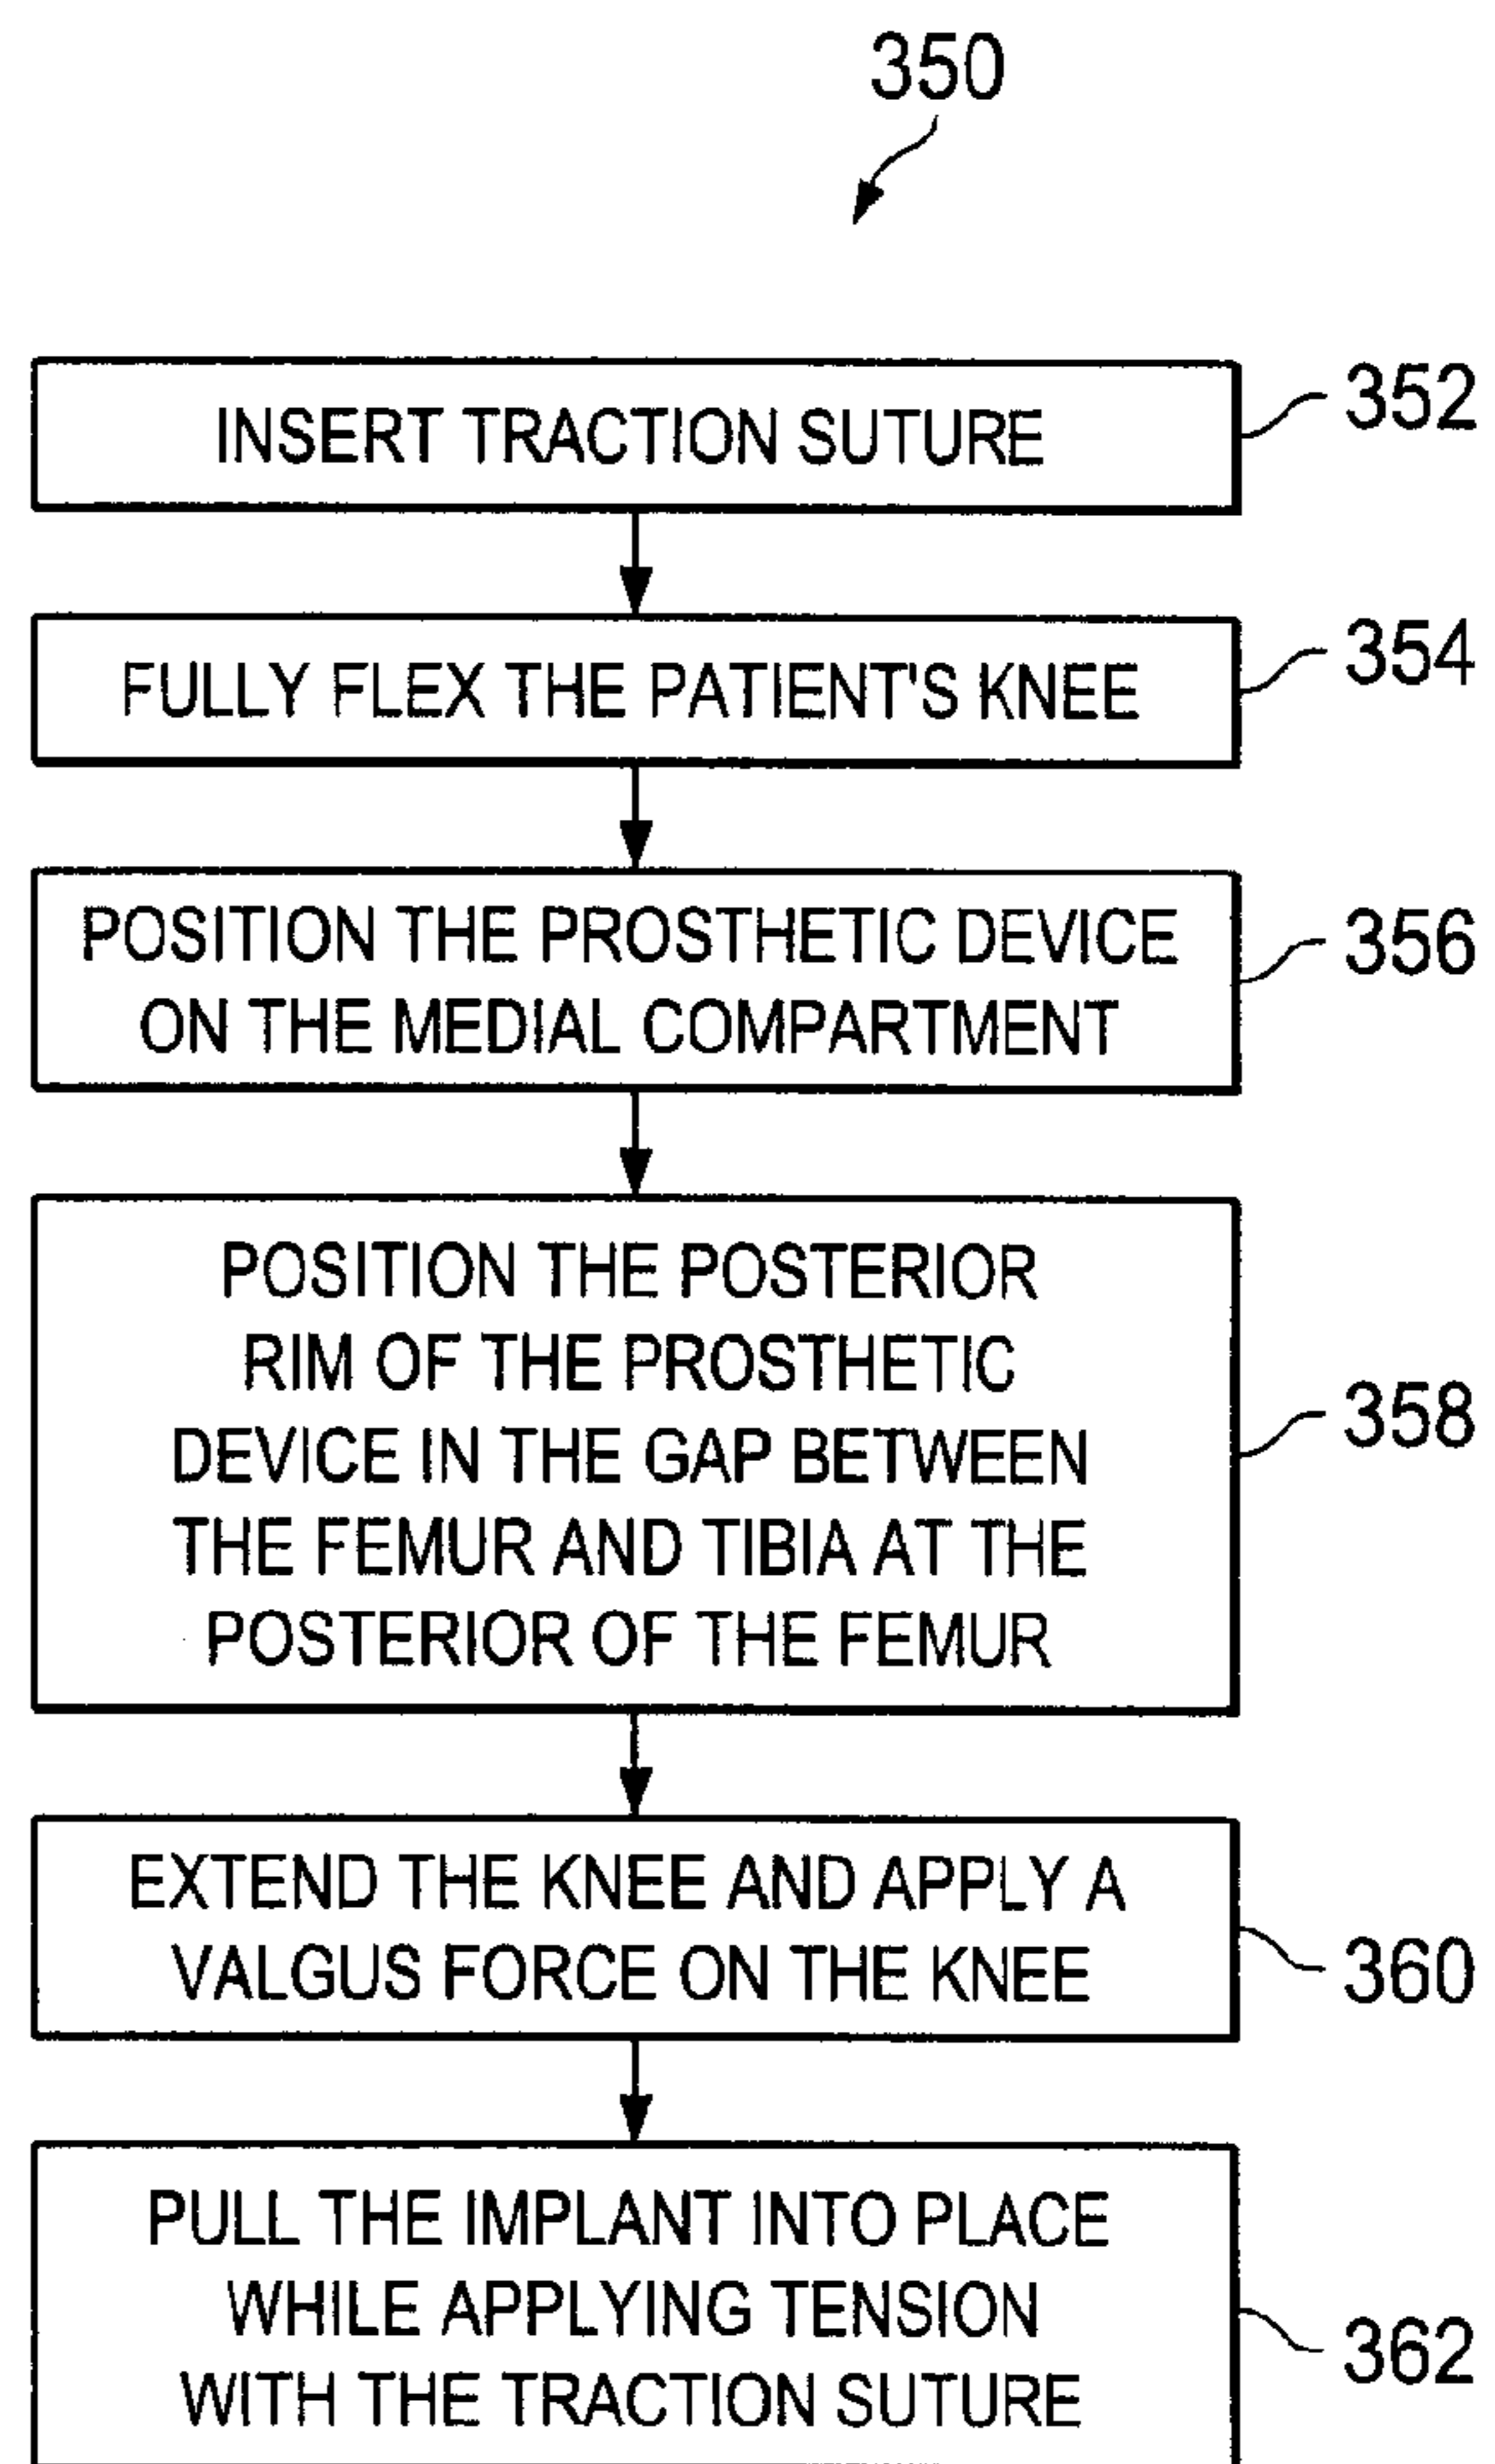 350
INSERT TRACTION SUTURE
352
FULLY FLEX THE PATIENT'S KNEE
354
POSITION THE PROSTHETIC DEVICE
ON THE MEDIAL COMPARTMENT
356
POSITION THE POSTERIOR
RIM OF THE PROSTHETIC
DEVICE IN THE GAP BETWEEN
THE FEMUR AND TIBIA AT THE
POSTERIOR OF THE FEMUR
358
EXTEND THE KNEE AND APPLY A
VALGUS FORCE ON THE KNEE
360
PULL THE IMPLANT INTO PLACE
WHILE APPLYING TENSION
WITH THE TRACTION SUTURE
362